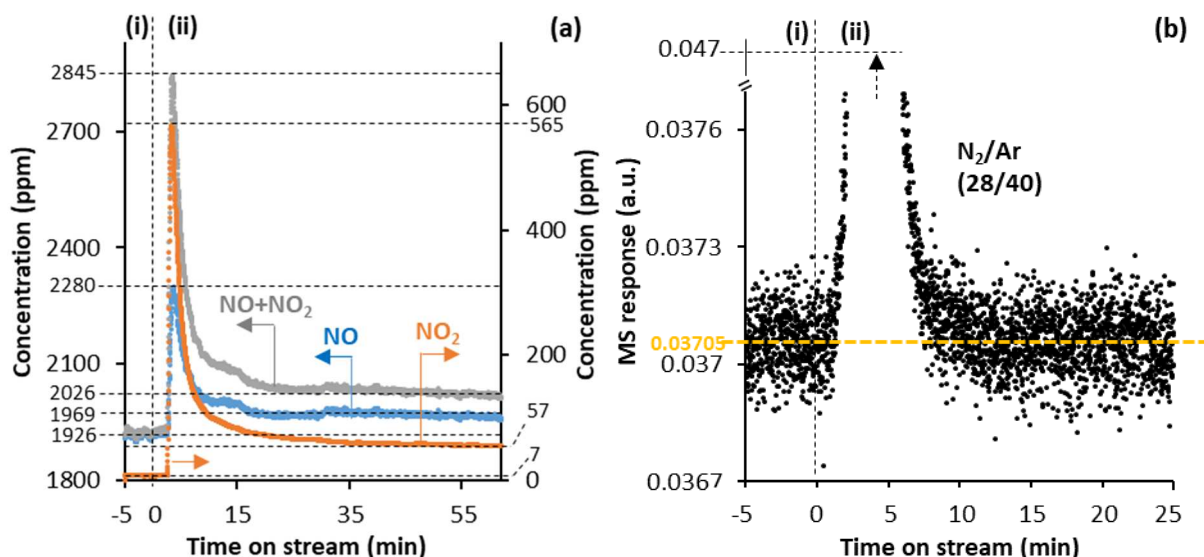 (i) (ii)
(a)
2845
2700
2400
2280
2100
2026
1969
1926
1800
Concentration (ppm)
600
565
400
200
57
7
0
Concentration (ppm)
NO+NO₂
NO
NO₂
-5 0 15 35 55
Time on stream (min)
(i) (ii)
(b)
0.047
0.0376
0.0373
0.03705
0.037
0.0367
MS response (a.u.)
N₂/Ar
(28/40)
-5 0 5 10 15 20 25
Time on stream (min)